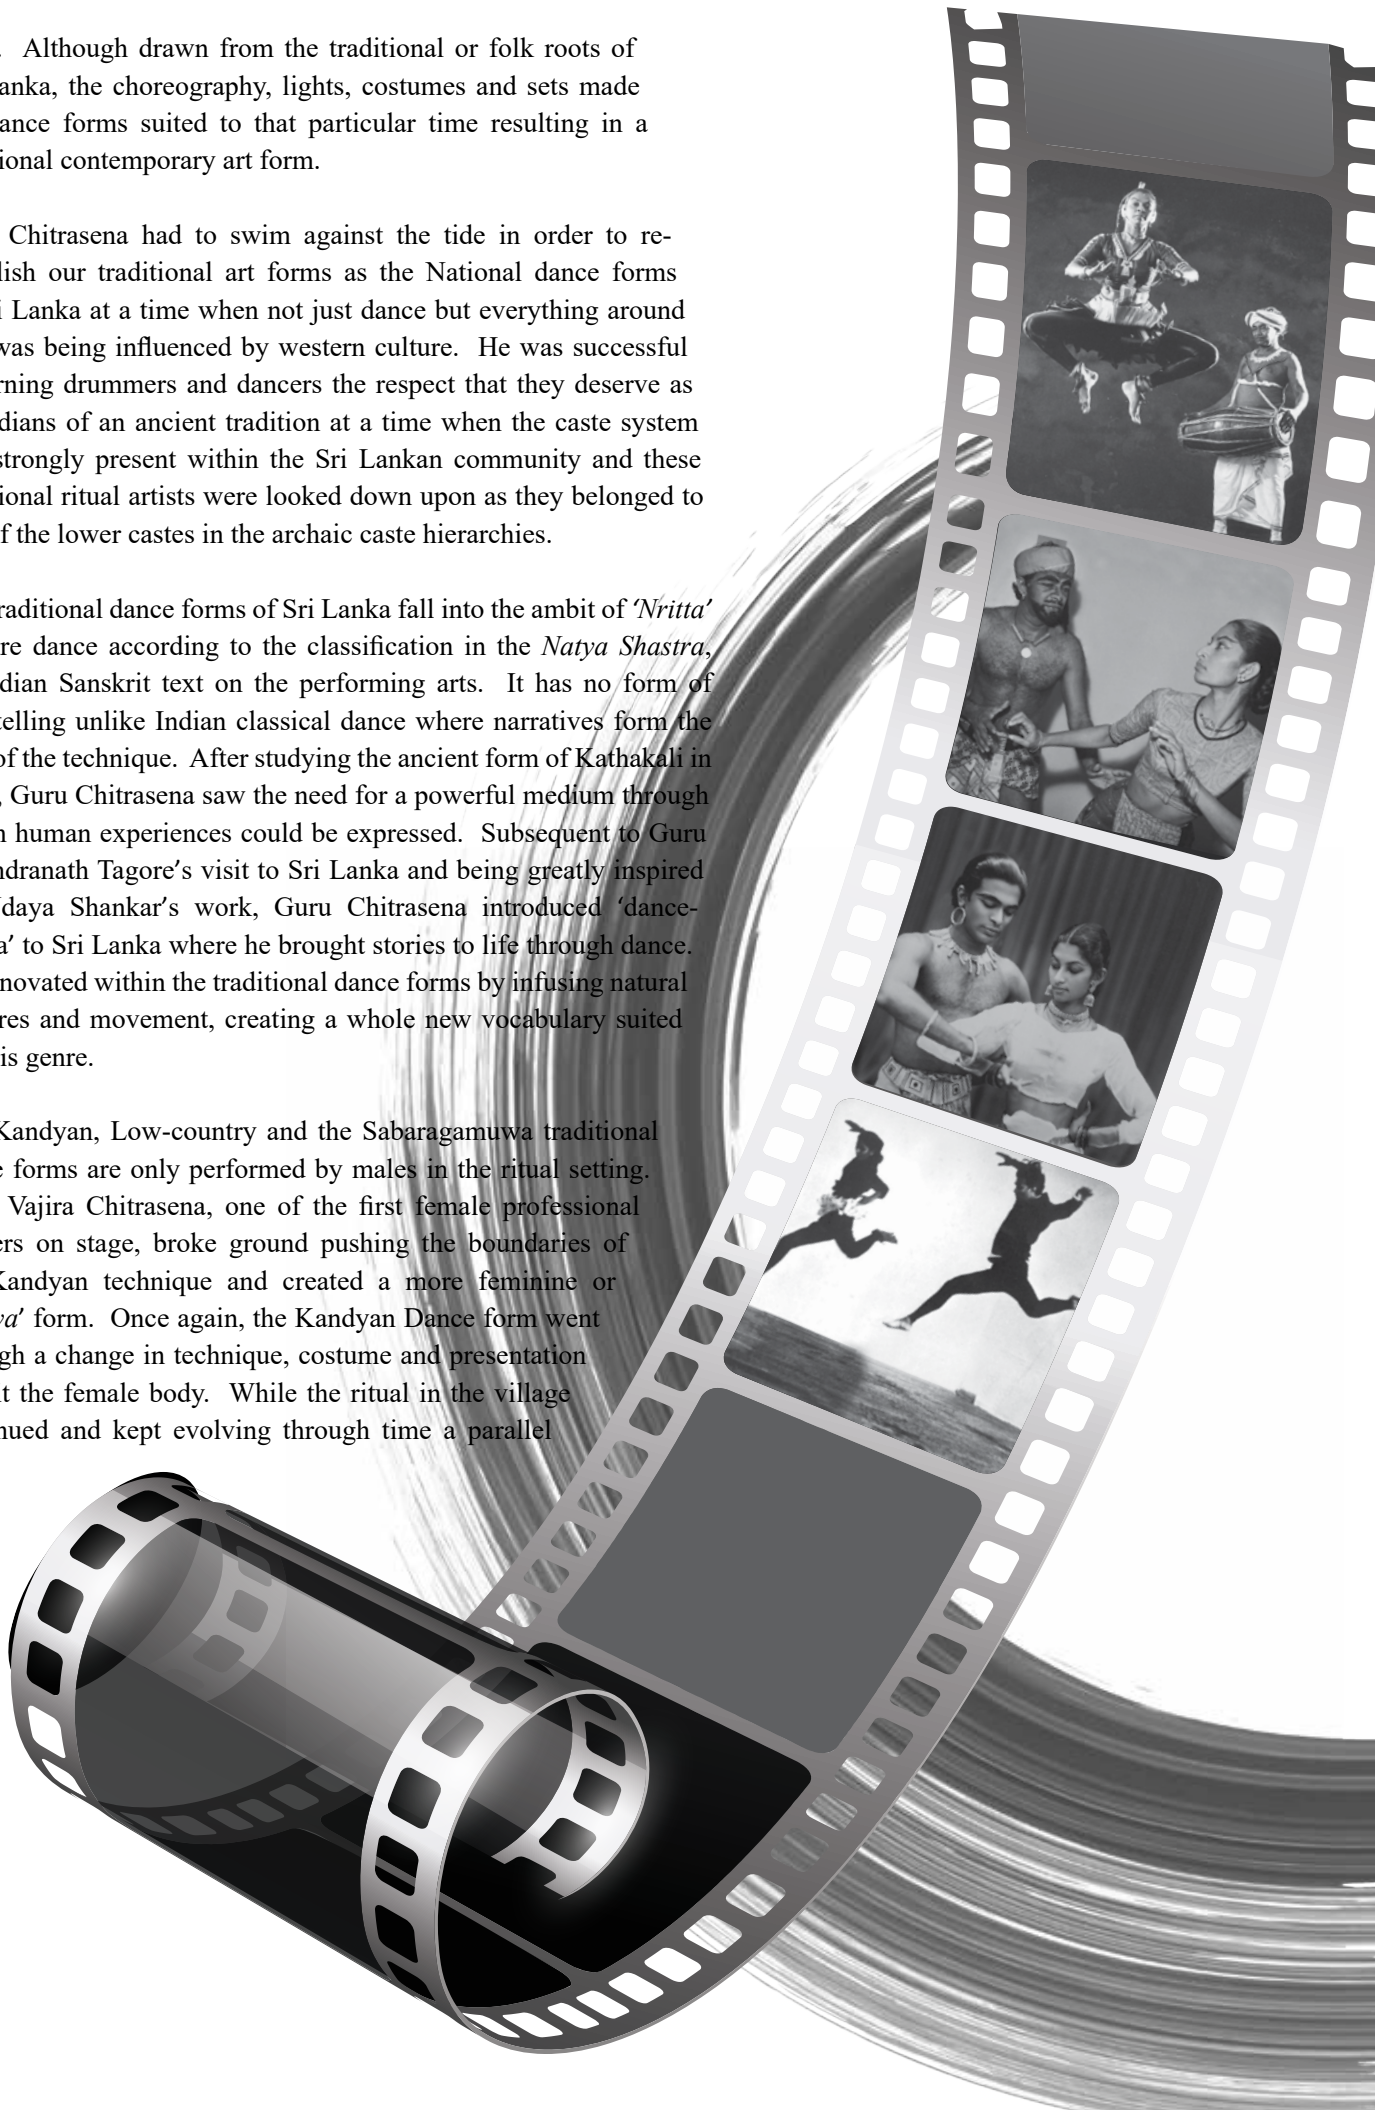 . Although drawn from the traditional or folk roots of
anka, the choreography, lights, costumes and sets made
ance forms suited to that particular time resulting in a
ional contemporary art form.
Chitrasena had to swim against the tide in order to re-
lish our traditional art forms as the National dance forms
i Lanka at a time when not just dance but everything around
was being influenced by western culture. He was successful
rning drummers and dancers the respect that they deserve as
dians of an ancient tradition at a time when the caste system
strongly present within the Sri Lankan community and these
ional ritual artists were looked down upon as they belonged to
f the lower castes in the archaic caste hierarchies.
raditional dance forms of Sri Lanka fall into the ambit of ‘Nritta’
re dance according to the classification in the Natya Shastra,
dian Sanskrit text on the performing arts. It has no form of
telling unlike Indian classical dance where narratives form the
of the technique. After studying the ancient form of Kathakali in
, Guru Chitrasena saw the need for a powerful medium through
h human experiences could be expressed. Subsequent to Guru
ndranath Tagore’s visit to Sri Lanka and being greatly inspired
Udaya Shankar’s work, Guru Chitrasena introduced ‘dance-
a’ to Sri Lanka where he brought stories to life through dance.
novated within the traditional dance forms by infusing natural
res and movement, creating a whole new vocabulary suited
is genre.
Kandyan, Low-country and the Sabaragamuwa traditional
e forms are only performed by males in the ritual setting.
Vajira Chitrasena, one of the first female professional
ers on stage, broke ground pushing the boundaries of
Kandyan technique and created a more feminine or
ya’ form. Once again, the Kandyan Dance form went
gh a change in technique, costume and presentation
it the female body. While the ritual in the village
nued and kept evolving through time a parallel